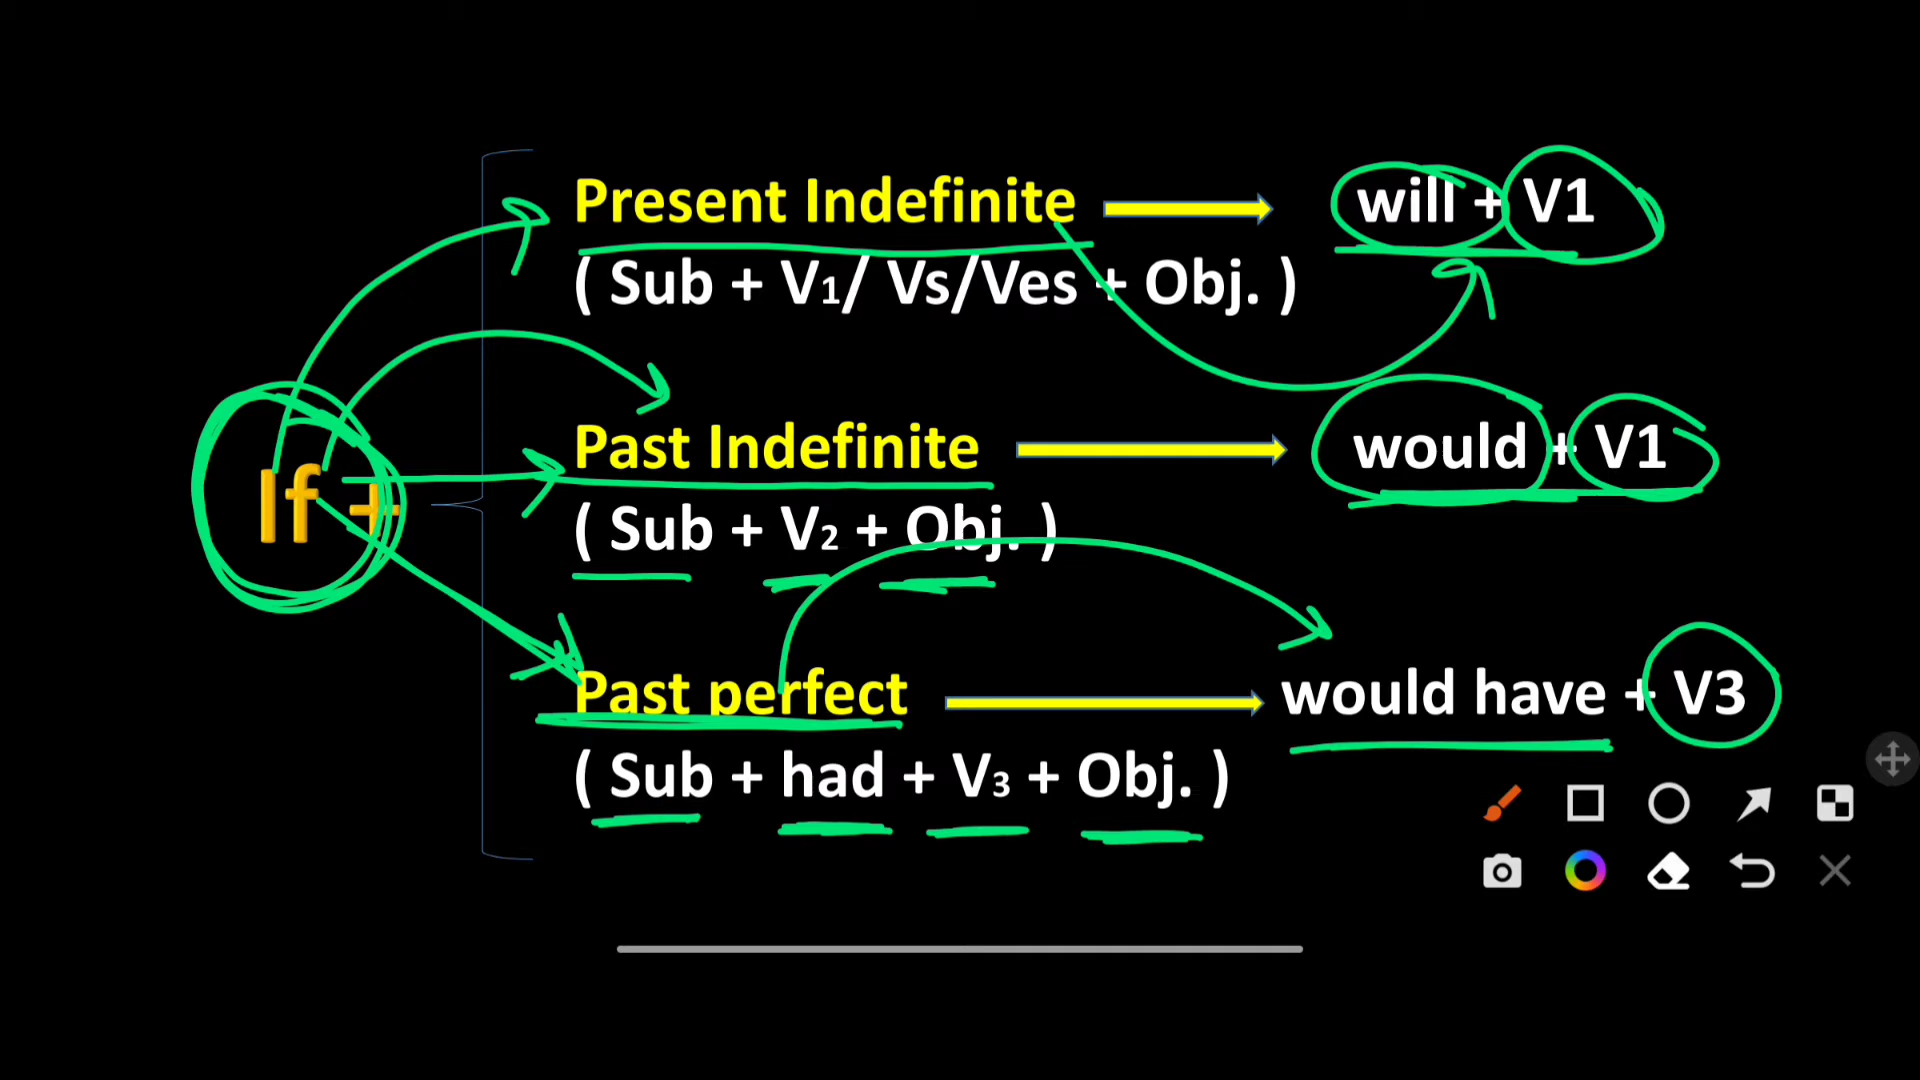 If +
Present Indefinite
will + V1
( Sub + V1/ Vs/Ves + Obj. )
Past Indefinite
would + V1
( Sub + V2 + Obj. )
Past perfect
would have + V3
( Sub + had + V3 + Obj. )